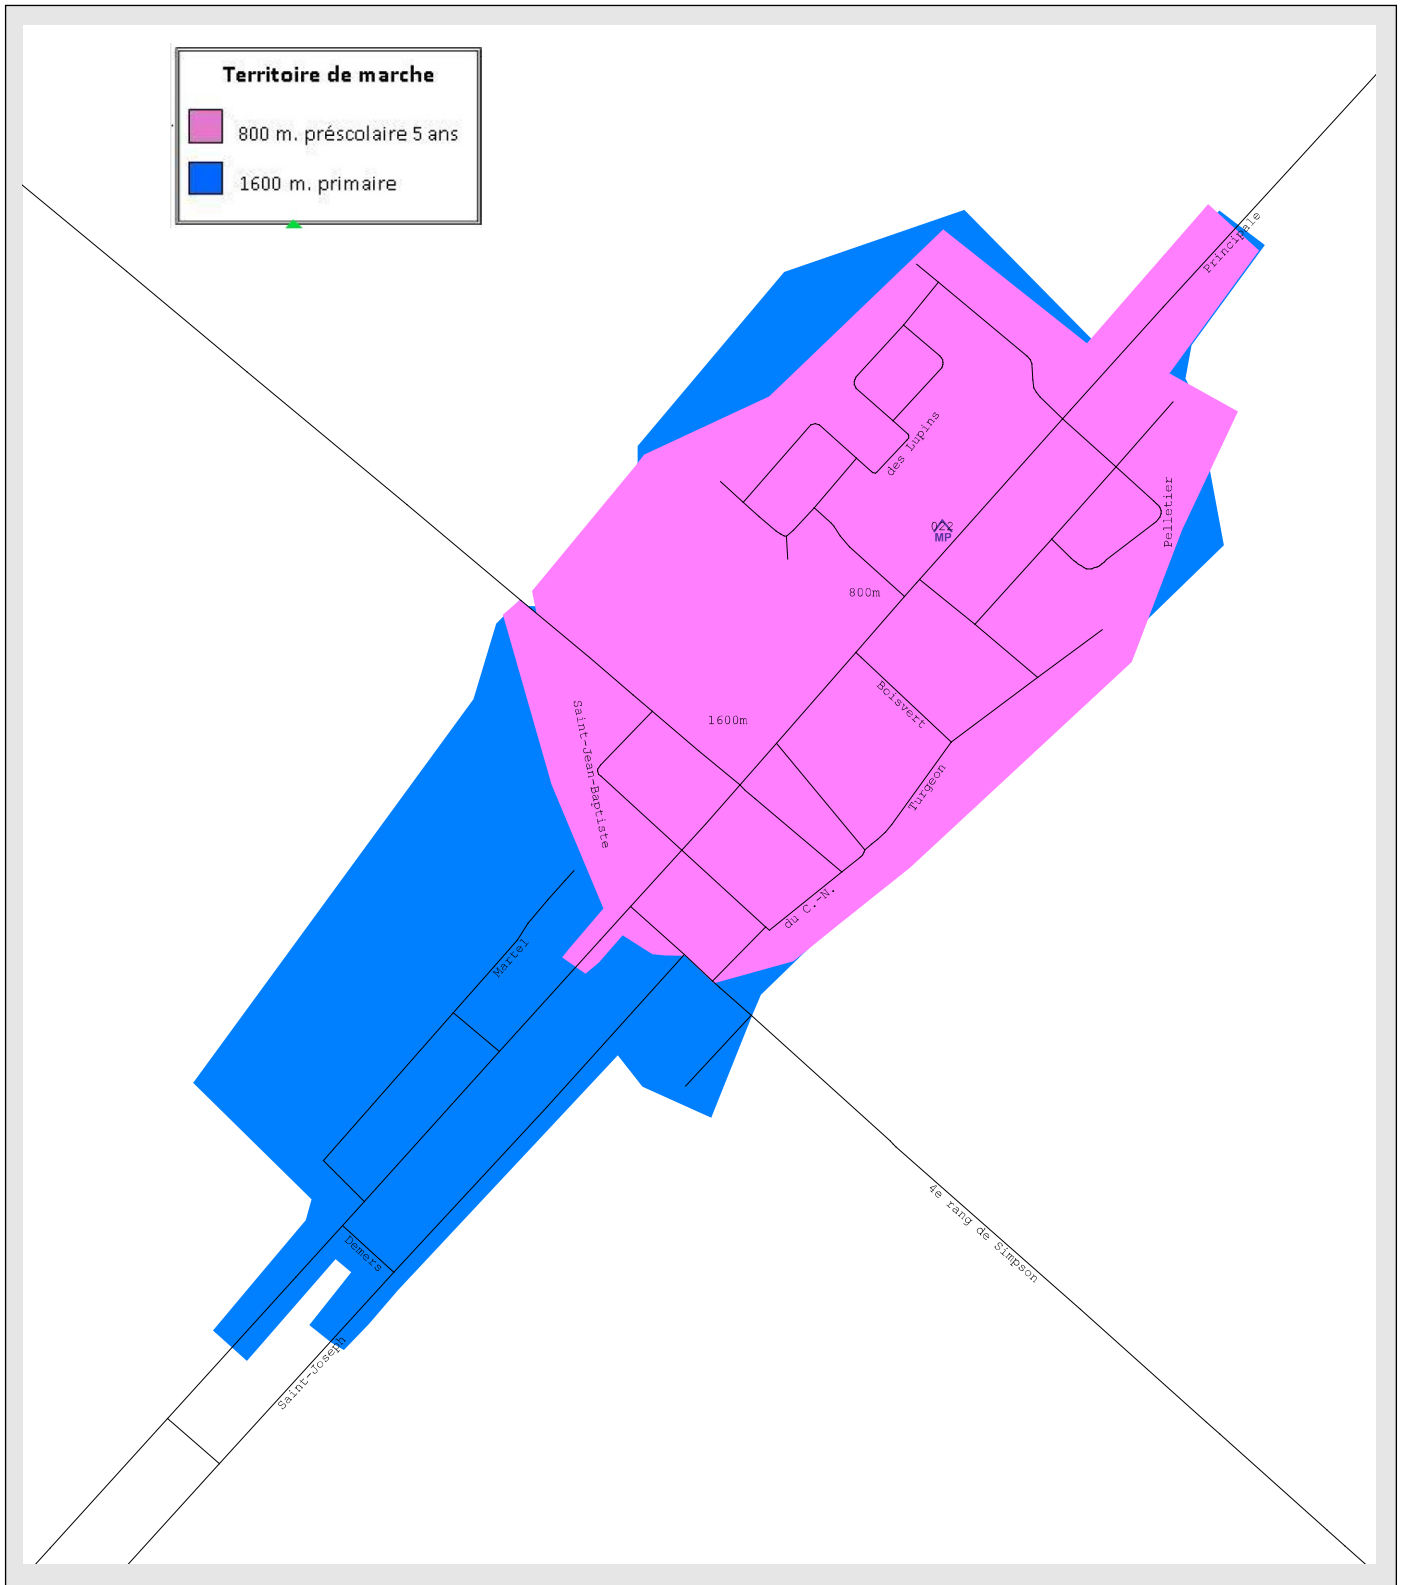 Territoire de marche
800 m. préscolaire 5 ans
1600 m. primaire
Principale
des Lupins
Pelletier
022
MP
800m
Boisvert
1600m
Saint-Jean-Baptiste
Turgeon
du C.-N.
Martel
4e rang de Simpson
Demers
Saint-Joseph